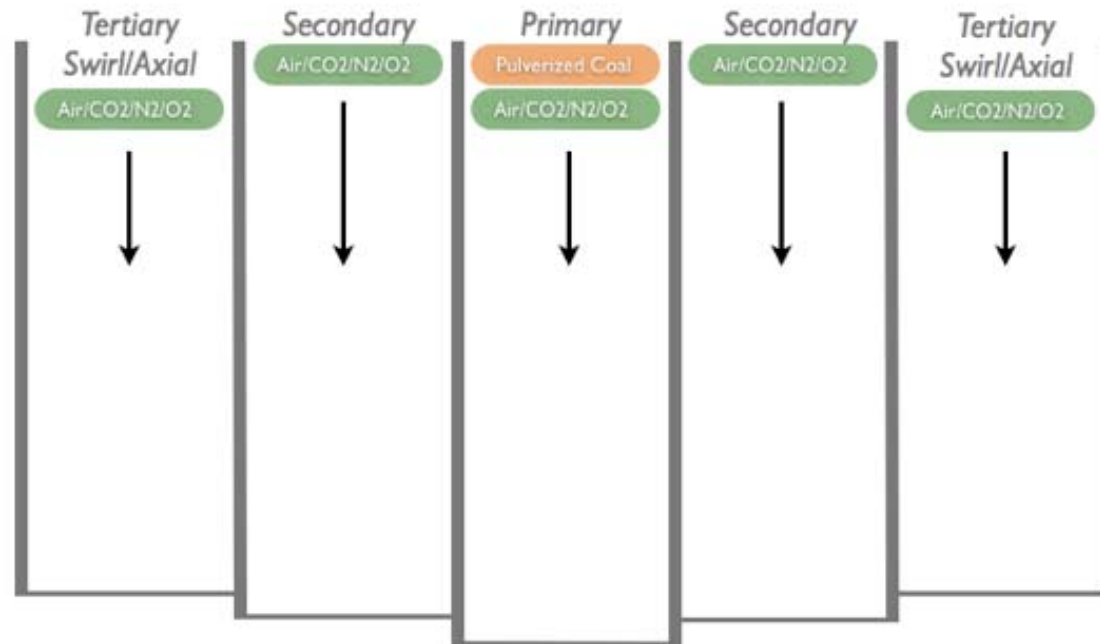 Tertiary
Swirl/Axial
Air/CO2/N2/O2
Secondary
Air/CO2/N2/O2
Primary
Pulverized Coal
Air/CO2/N2/O2
Secondary
Air/CO2/N2/O2
Tertiary
Swirl/Axial
Air/CO2/N2/O2